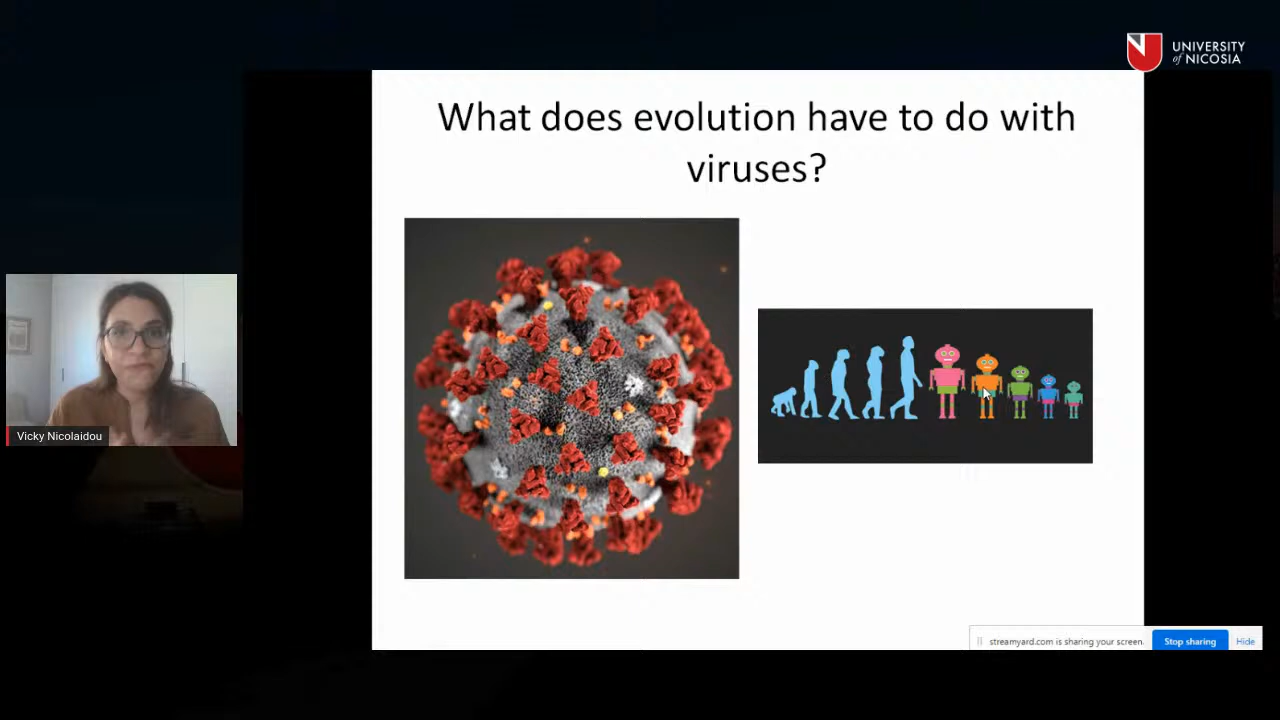 UNIVERSITY
of NICOSIA
What does evolution have to do with
viruses?
Vicky Nicolaidou
streamyard.com is sharing your screen.
Stop sharing
Hide